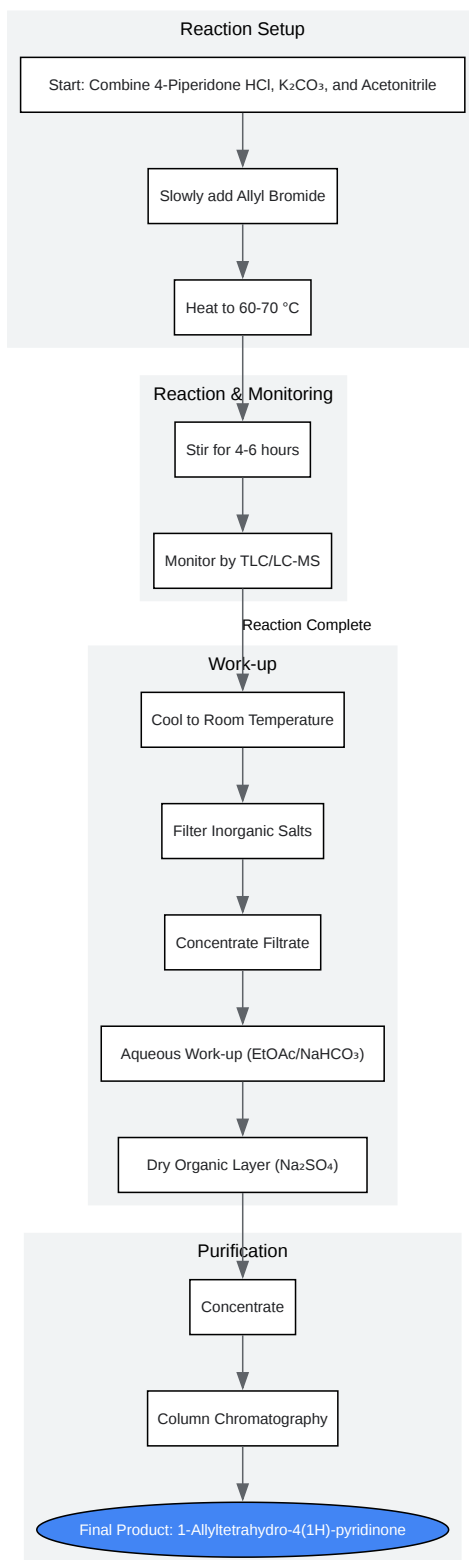 Reaction Setup
Start: Combine 4-Piperidone HCl, K₂CO₃, and Acetonitrile
Slowly add Allyl Bromide
Heat to 60-70 °C
Reaction & Monitoring
Stir for 4-6 hours
Monitor by TLC/LC-MS
Reaction Complete
Work-up
Cool to Room Temperature
Filter Inorganic Salts
Concentrate Filtrate
Aqueous Work-up (EtOAc/NaHCO₃)
Dry Organic Layer (Na₂SO₄)
Purification
Concentrate
Column Chromatography
Final Product: 1-Allyltetrahydro-4(1H)-pyridinone